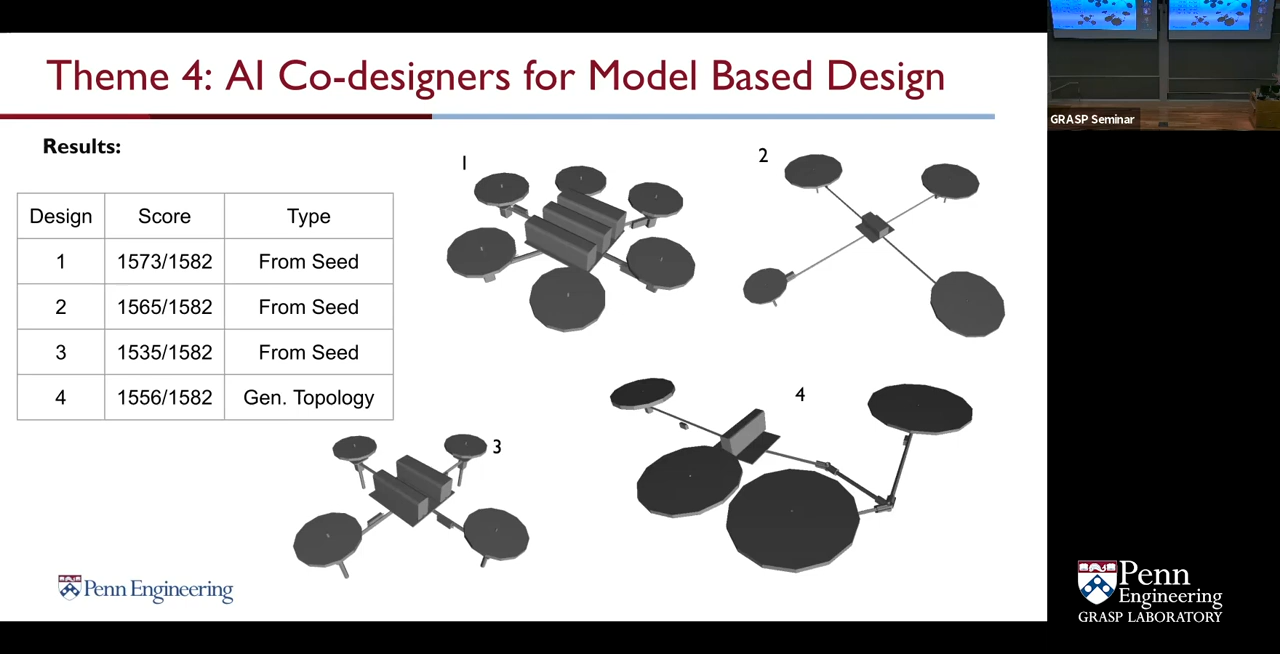 Theme 4: AI Co-designers for Model Based Design
GRASP Seminar
Results:
Design Score Type
1 1573/1582 From Seed
2 1565/1582 From Seed
3 1535/1582 From Seed
4 1556/1582 Gen. Topology
1
2
3
4
Penn Engineering
Penn
Engineering
GRASP LABORATORY